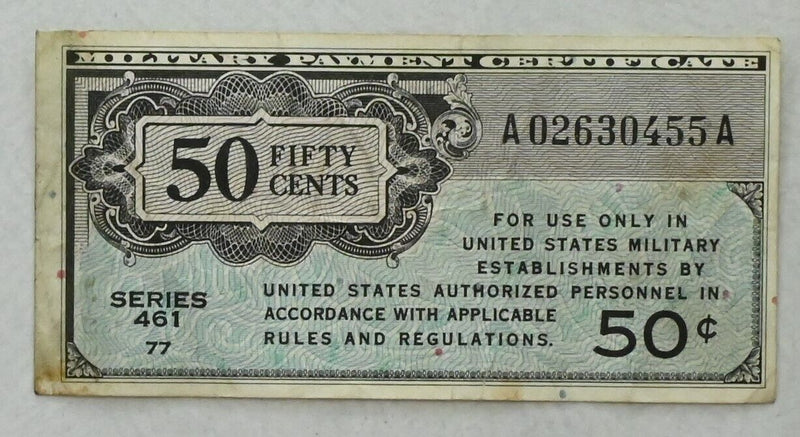 MILITARY PAYMENT CERTIFICATE
A02630455A
50 FIFTY CENTS
FOR USE ONLY IN
UNITED STATES MILITARY
ESTABLISHMENTS BY
UNITED STATES AUTHORIZED PERSONNEL IN
ACCORDANCE WITH APPLICABLE
RULES AND REGULATIONS.
SERIES
461
77
50¢